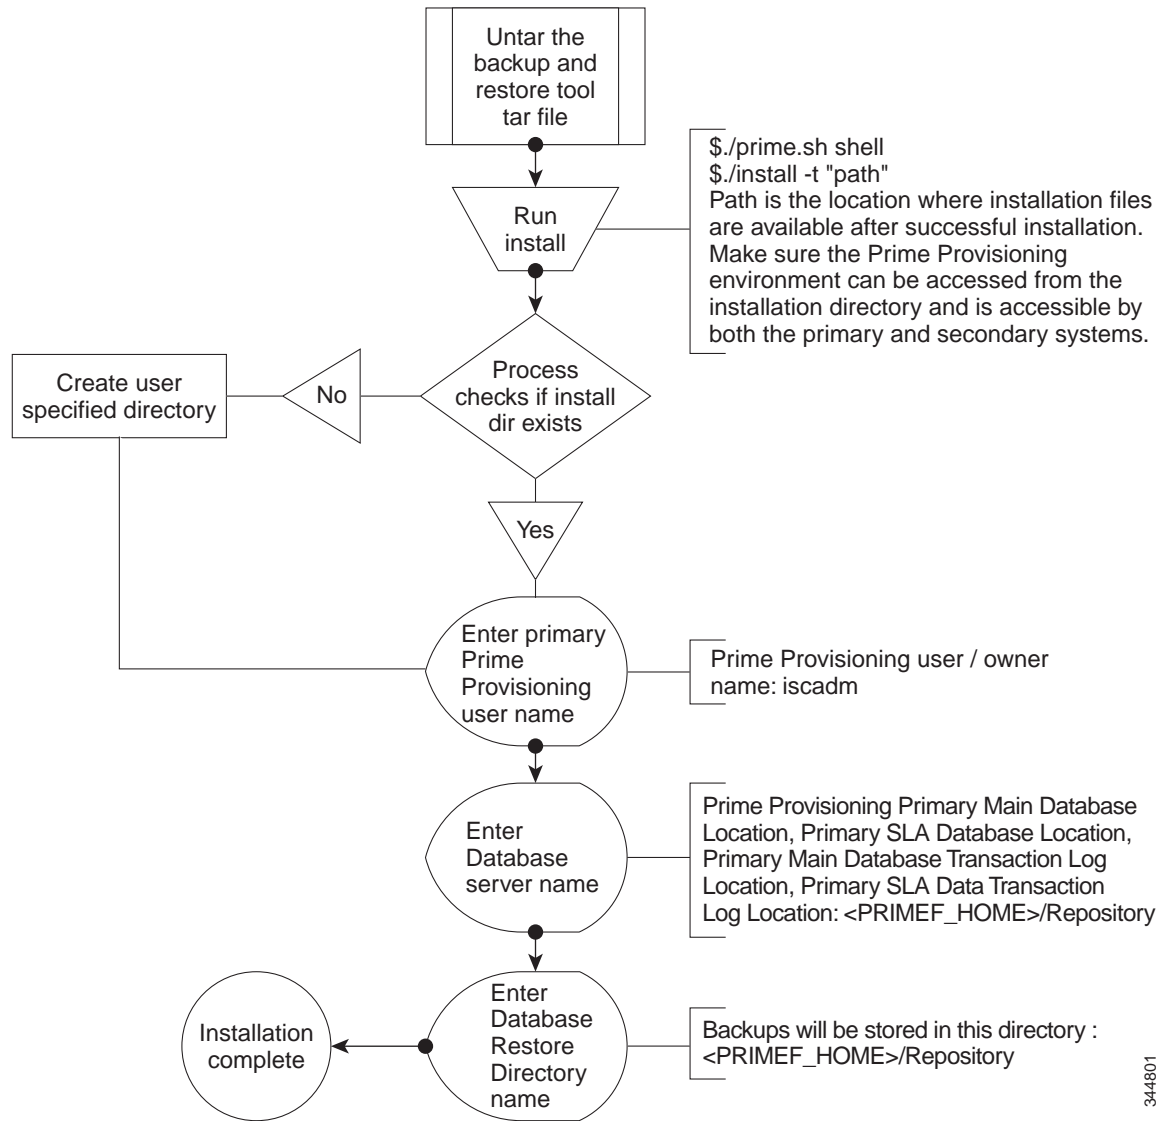 Untar the
backup and
restore tool
tar file
$./prime.sh shell
$./install -t "path"
Path is the location where installation files
are available after successful installation.
Make sure the Prime Provisioning
environment can be accessed from the
installation directory and is accessible by
both the primary and secondary systems.
Run
install
Process
checks if install
dir exists
No
Create user
specified directory
Yes
Enter primary
Prime
Provisioning
user name
Prime Provisioning user / owner
name: iscadm
Enter
Database
server name
Prime Provisioning Primary Main Database
Location, Primary SLA Database Location,
Primary Main Database Transaction Log
Location, Primary SLA Data Transaction
Log Location: <PRIMEF_HOME>/Repository
Enter
Database
Restore
Directory
name
Backups will be stored in this directory :
<PRIMEF_HOME>/Repository
Installation
complete
344801